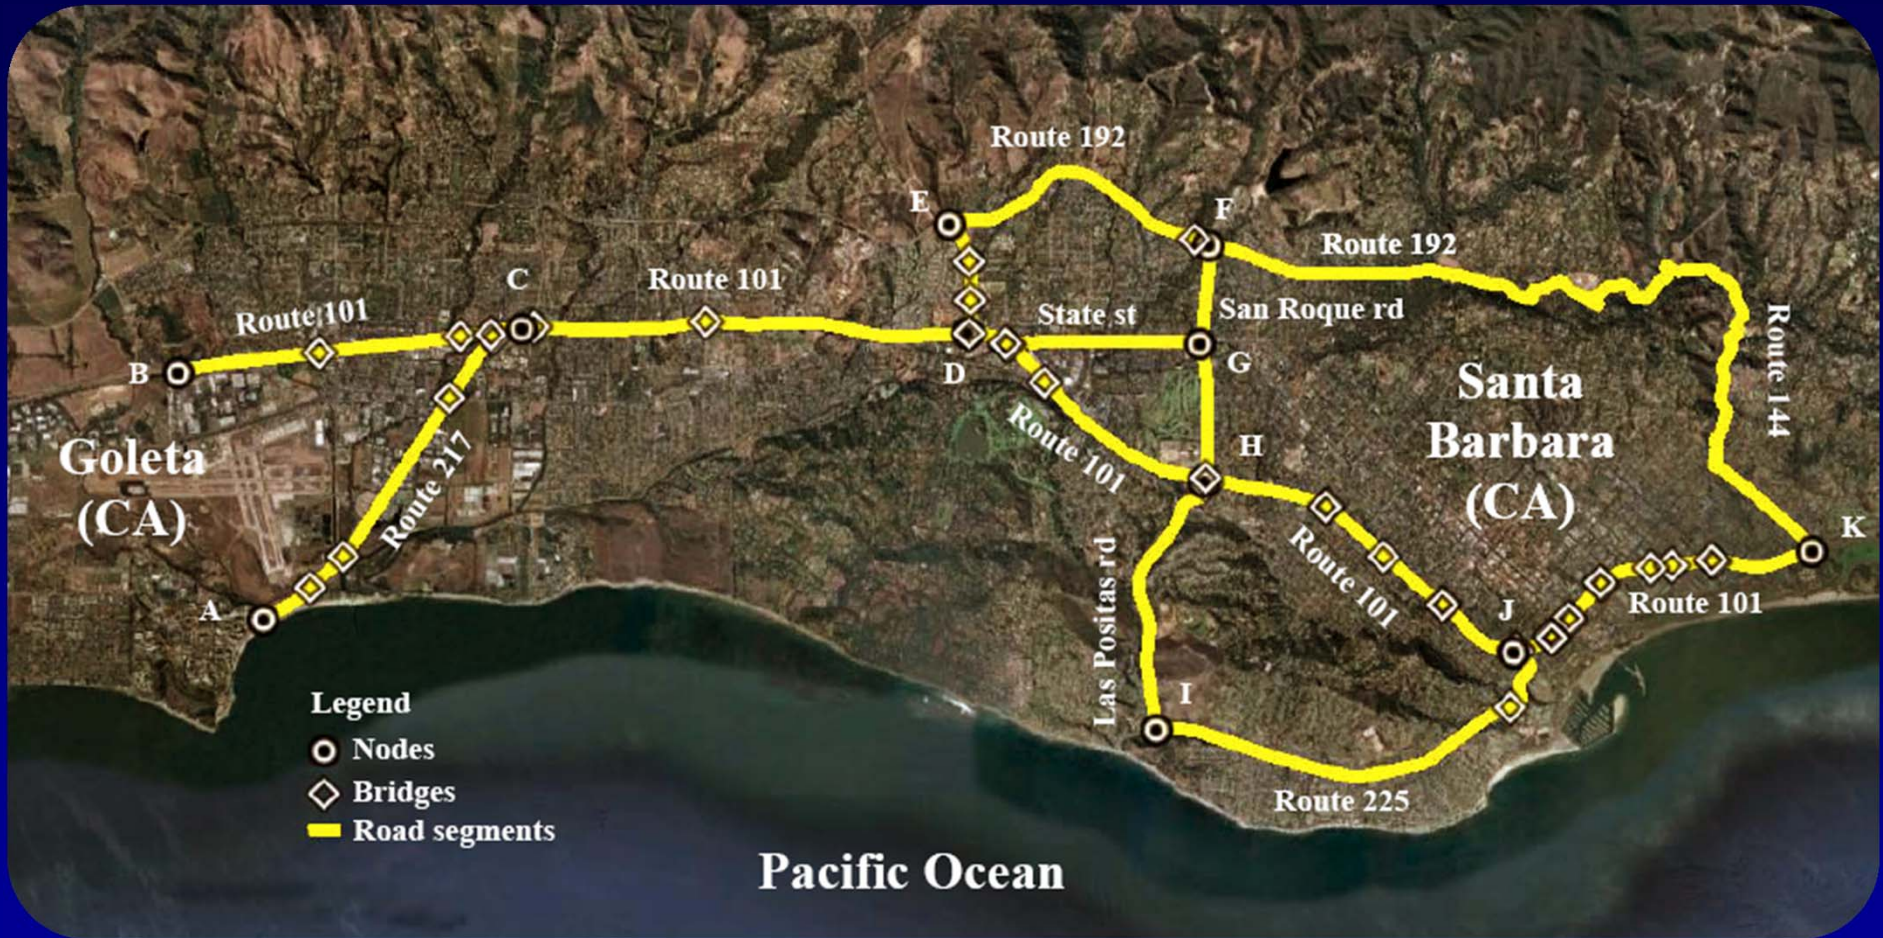 Route 192
E
F
Route 192
C
Route 101
Route 101
State st
San Roque rd
Route 144
B
D
G
Santa
Barbara
(CA)
Goleta
(CA)
Route 217
Route 101
H
Route 101
K
A
Las Positas rd
J
Route 101
I
Legend
Nodes
Bridges
Road segments
Route 225
Pacific Ocean